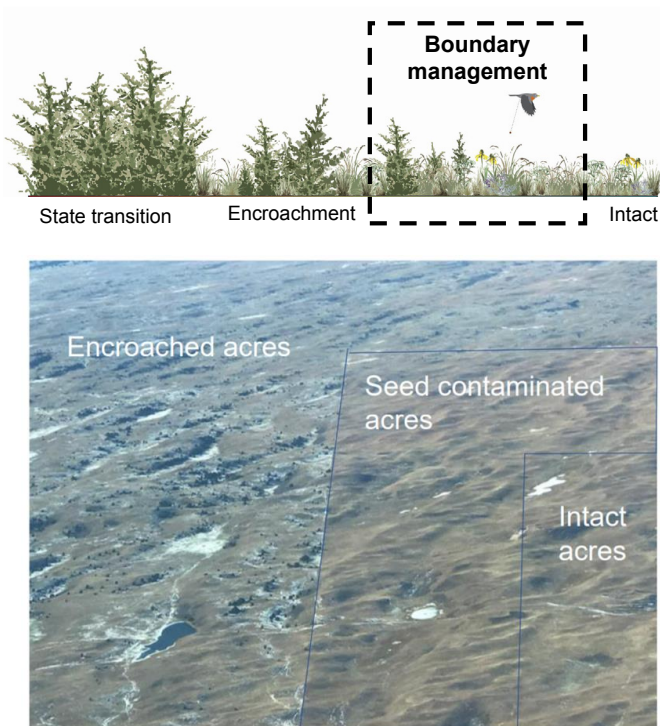 Boundary
management
State transition
Encroachment
Intact
Encroached acres
Seed contaminated
acres
Intact
acres